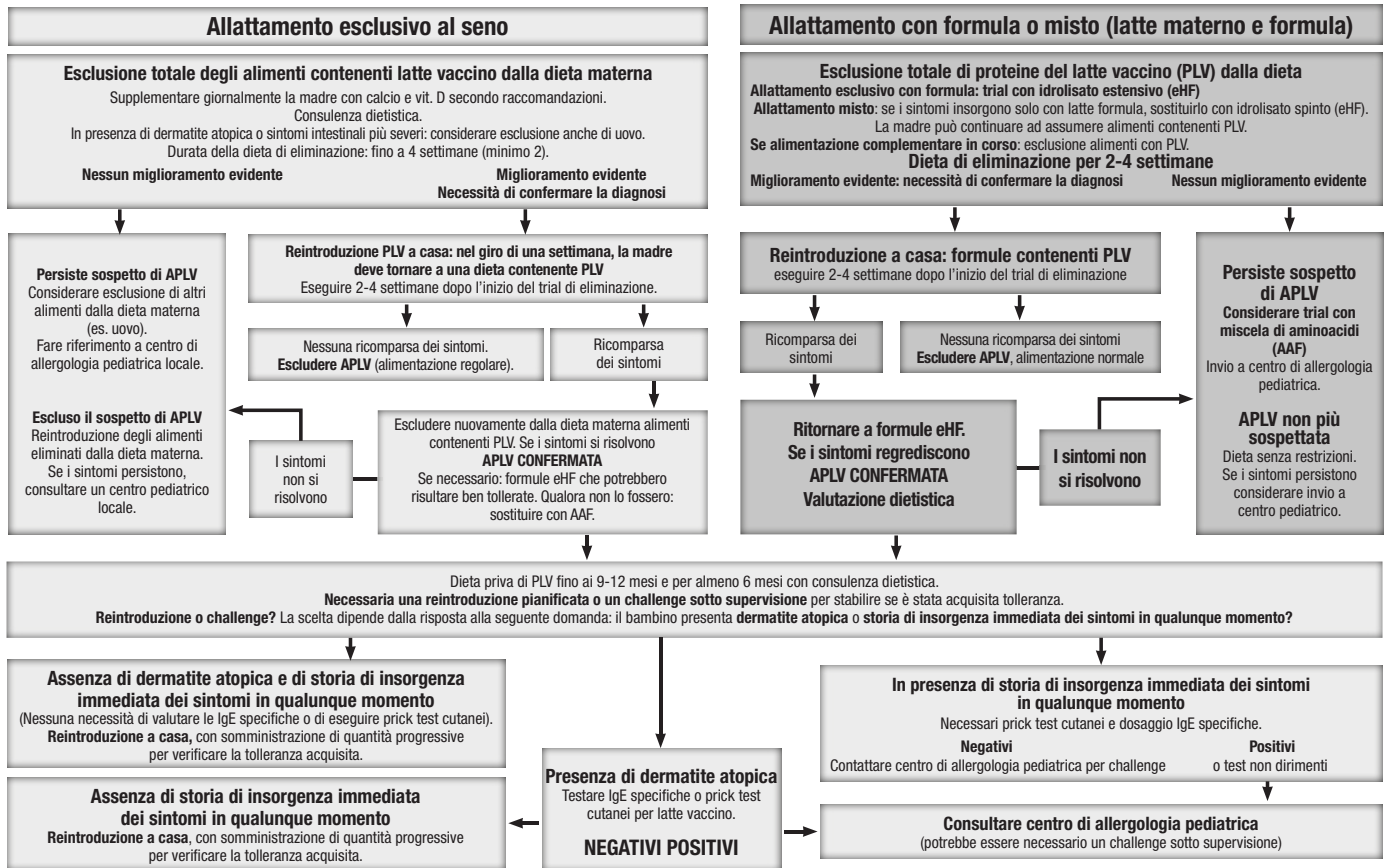 Allattamento esclusivo al seno
Esclusione totale degli alimenti contenenti latte vaccino dalla dieta materna
Supplementare giornalmente la madre con calcio e vit. D secondo raccomandazioni.
Consulenza dietistica.
In presenza di dermatite atopica o sintomi intestinali più severi: considerare esclusione anche di uovo.
Durata della dieta di eliminazione: fino a 4 settimane (minimo 2).
Nessun miglioramento evidente
Miglioramento evidente
Necessità di confermare la diagnosi
Persiste sospetto di APLV
Considerare esclusione di altri
alimenti dalla dieta materna
(es. uovo).
Fare riferimento a centro di
allergologia pediatrica locale.
Escluso il sospetto di APLV
Reintroduzione degli alimenti
eliminati dalla dieta materna.
Se i sintomi persistono,
consultare un centro pediatrico
locale.
Reintroduzione PLV a casa: nel giro di una settimana, la madre
deve tornare a una dieta contenente PLV
Eseguire 2-4 settimane dopo l'inizio del trial di eliminazione.
Nessuna ricomparsa dei sintomi.
Escludere APLV (alimentazione regolare).
Ricomparsa
dei sintomi
I sintomi
non si
risolvono
Escludere nuovamente dalla dieta materna alimenti
contenenti PLV. Se i sintomi si risolvono
APLV CONFERMATA
Se necessario: formule eHF che potrebbero
risultare ben tollerate. Qualora non lo fossero:
sostituire con AAF.
Allattamento con formula o misto (latte materno e formula)
Esclusione totale di proteine del latte vaccino (PLV) dalla dieta
Allattamento esclusivo con formula: trial con idrolisato estensivo (eHF)
Allattamento misto: se i sintomi insorgono solo con latte formula, sostituirlo con idrolisato spinto (eHF).
La madre può continuare ad assumere alimenti contenenti PLV.
Se alimentazione complementare in corso: esclusione alimenti con PLV.
Dieta di eliminazione per 2-4 settimane
Miglioramento evidente: necessità di confermare la diagnosi
Nessun miglioramento evidente
Reintroduzione a casa: formule contenenti PLV
eseguire 2-4 settimane dopo l'inizio del trial di eliminazione
Ricomparsa dei
sintomi
Nessuna ricomparsa dei sintomi
Escludere APLV, alimentazione normale
Ritornare a formule eHF.
Se i sintomi regrediscono
APLV CONFERMATA
Valutazione dietistica
I sintomi non
si risolvono
Persiste sospetto
di APLV
Considerare trial con
miscela di aminoacidi
(AAF)
Invio a centro di allergologia
pediatrica.
APLV non più
sospettata
Dieta senza restrizioni.
Se i sintomi persistono
considerare invio a
centro pediatrico.
Dieta priva di PLV fino ai 9-12 mesi e per almeno 6 mesi con consulenza dietistica.
Necessaria una reintroduzione pianificata o un challenge sotto supervisione per stabilire se è stata acquisita tolleranza.
Reintroduzione o challenge? La scelta dipende dalla risposta alla seguente domanda: il bambino presenta dermatite atopica o storia di insorgenza immediata dei sintomi in qualunque momento?
Assenza di dermatite atopica e di storia di insorgenza
immediata dei sintomi in qualunque momento
(Nessuna necessità di valutare le IgE specifiche o di eseguire prick test cutanei).
Reintroduzione a casa, con somministrazione di quantità progressive
per verificare la tolleranza acquisita.
Assenza di storia di insorgenza immediata
dei sintomi in qualunque momento
Reintroduzione a casa, con somministrazione di quantità progressive
per verificare la tolleranza acquisita.
Presenza di dermatite atopica
Testare IgE specifiche o prick test
cutanei per latte vaccino.
NEGATIVI POSITIVI
In presenza di storia di insorgenza immediata dei sintomi
in qualunque momento
Necessari prick test cutanei e dosaggio IgE specifiche.
Negativi
Contattare centro di allergologia pediatrica per challenge
Positivi
o test non dirimenti
Consultare centro di allergologia pediatrica
(potrebbe essere necessario un challenge sotto supervisione)